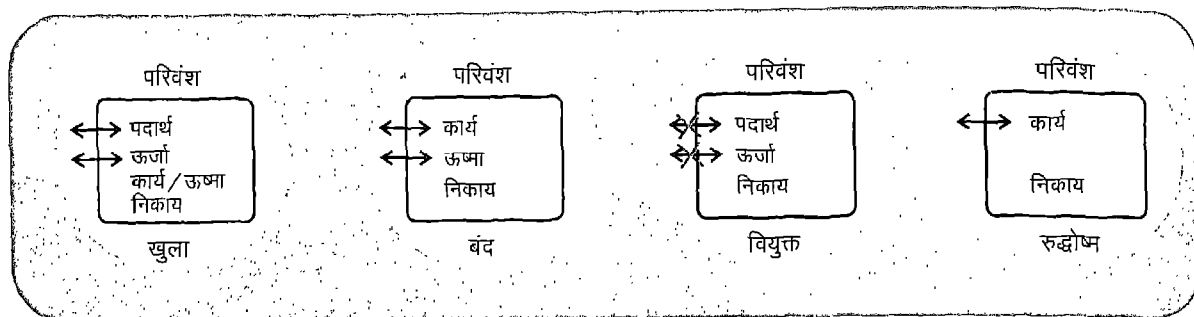 परिवंश
पदार्थ
ऊर्जा
कार्य/ऊष्मा
निकाय
खुला
परिवंश
कार्य
ऊष्मा
निकाय
बंद
परिवंश
पदार्थ
ऊर्जा
निकाय
वियुक्त
परिवंश
कार्य
निकाय
रुद्धोष्म